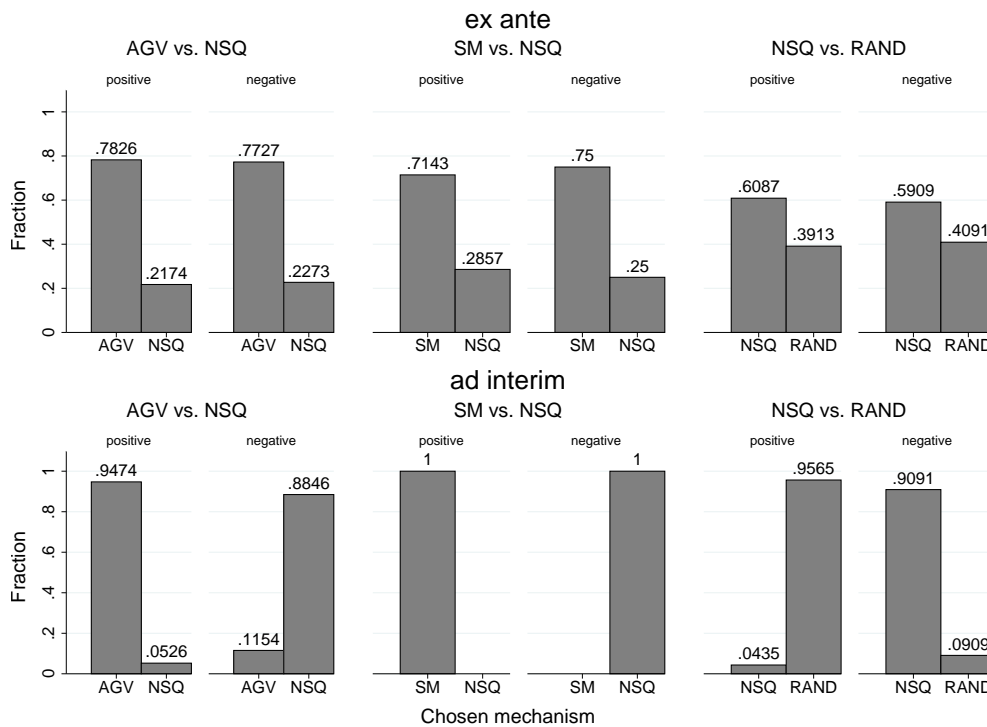 ex ante
AGV vs. NSQ SM vs. NSQ NSQ vs. RAND
positive negative positive negative positive negative
Fraction
0 .2 .4 .6 .8 1
.7826 .2174 .7727 .2273 .7143 .2857 .75 .25 .6087 .3913 .5909 .4091
AGV NSQ AGV NSQ SM NSQ SM NSQ NSQ RAND NSQ RAND
ad interim
AGV vs. NSQ SM vs. NSQ NSQ vs. RAND
positive negative positive negative positive negative
Fraction
0 .2 .4 .6 .8 1
.9474 .0526 .1154 .8846 1 1 .0435 .9565 .9091 .0909
AGV NSQ AGV NSQ SM NSQ SM NSQ NSQ RAND NSQ RAND
Chosen mechanism